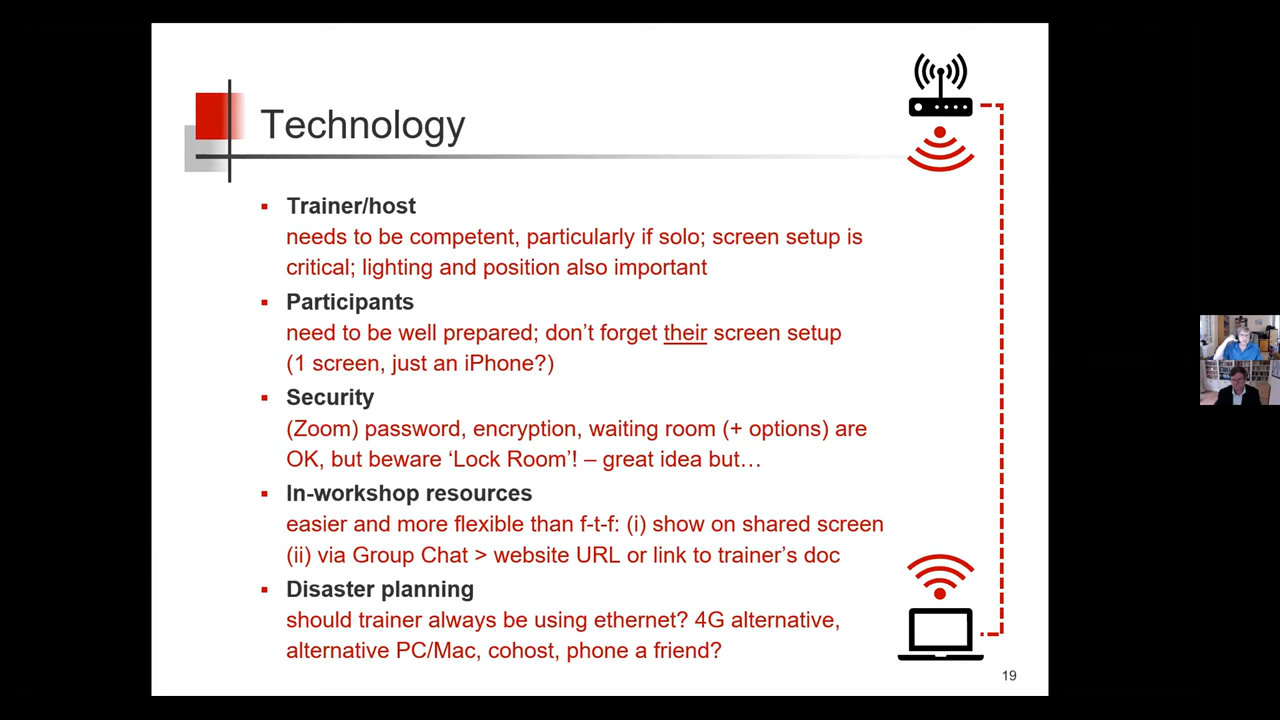 Technology
▪ Trainer/host
needs to be competent, particularly if solo; screen setup is
critical; lighting and position also important
▪ Participants
need to be well prepared; don’t forget their screen setup
(1 screen, just an iPhone?)
▪ Security
(Zoom) password, encryption, waiting room (+ options) are
OK, but beware ‘Lock Room’! – great idea but…
▪ In-workshop resources
easier and more flexible than f-t-f: (i) show on shared screen
(ii) via Group Chat > website URL or link to trainer’s doc
▪ Disaster planning
should trainer always be using ethernet? 4G alternative,
alternative PC/Mac, cohost, phone a friend?
19